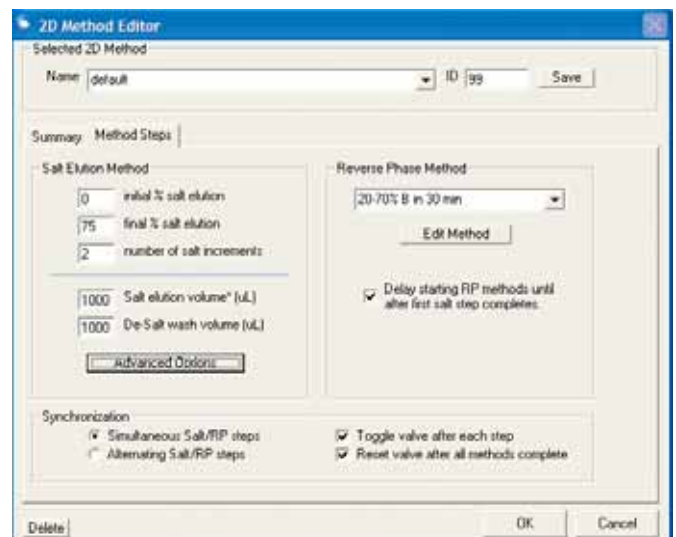 2D Method Editor
Selected 2D Method
Name default ID 99 Save
Summary Method Steps
Salt Elution Method
0 initial % salt elution
75 final % salt elution
2 number of salt increments
1000 Salt elution volume* (uL)
1000 De-Salt wash volume (uL)
Advanced Options
Reverse Phase Method
20-70% B in 30 min
Edit Method
Delay starting RP methods until
after first salt step completes.
Synchronization
Simultaneous Salt/RP steps
Alternating Salt/RP steps
Toggle valve after each step
Reset valve after all methods complete
Delete OK Cancel